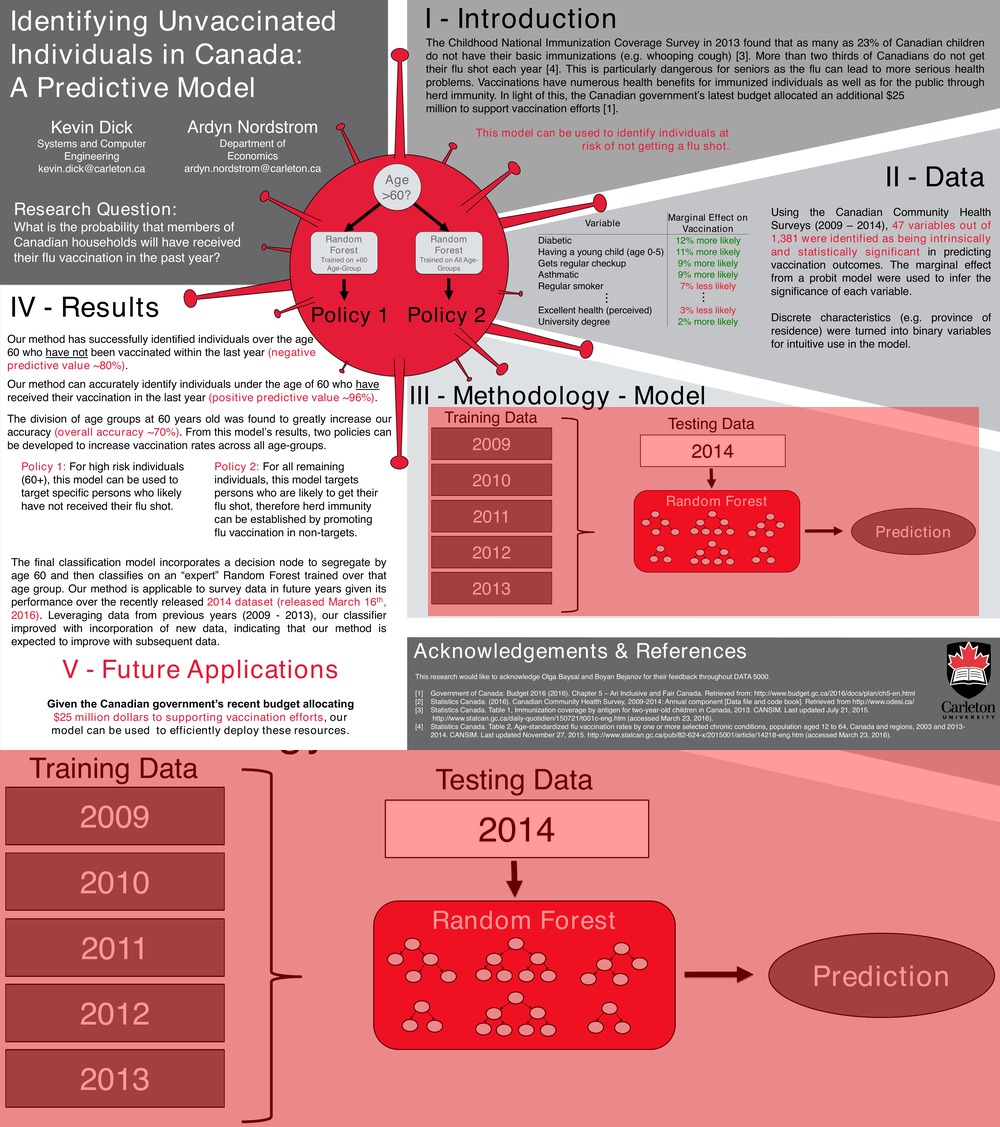 Identifying Unvaccinated
Individuals in Canada:
A Predictive Model
Kevin Dick
Systems and Computer
Engineering
kevin.dick@carleton.ca
Ardyn Nordstrom
Department of
Economics
ardyn.nordstrom@carleton.ca
Research Question:
What is the probability that members of
Canadian households will have received
their flu vaccination in the past year?
I - Introduction
The Childhood National Immunization Coverage Survey in 2013 found that as many as 23% of Canadian children
do not have their basic immunizations (e.g. whooping cough) [3]. More than two thirds of Canadians do not get
their flu shot each year [4]. This is particularly dangerous for seniors as the flu can lead to more serious health
problems. Vaccinations have numerous health benefits for immunized individuals as well as for the public through
herd immunity. In light of this, the Canadian government's latest budget allocated an additional $25
million to support vaccination efforts [1].
This model can be used to identify individuals at
risk of not getting a flu shot.
Age
>60?
Random
Forest
Trained on +60
Age-Group
Random
Forest
Trained on All Age-
Groups
Policy 1
Policy 2
II - Data
Variable
Marginal Effect on
Vaccination
Diabetic 12% more likely
Having a young child (age 0-5) 11% more likely
Gets regular checkup 9% more likely
Asthmatic 9% more likely
Regular smoker 7% less likely
⋮ ⋮
Excellent health (perceived) 3% less likely
University degree 2% more likely
Using the Canadian Community Health
Surveys (2009 – 2014), 47 variables out of
1,381 were identified as being intrinsically
and statistically significant in predicting
vaccination outcomes. The marginal effect
from a probit model were used to infer the
significance of each variable.
Discrete characteristics (e.g. province of
residence) were turned into binary variables
for intuitive use in the model.
III - Methodology - Model
Training Data
2009
2010
2011
2012
2013
Testing Data
2014
Random Forest
Prediction
IV - Results
Our method has successfully identified individuals over the age
60 who have not been vaccinated within the last year (negative
predictive value ~80%).
Our method can accurately identify individuals under the age of 60 who have
received their vaccination in the last year (positive predictive value ~96%).
The division of age groups at 60 years old was found to greatly increase our
accuracy (overall accuracy ~70%). From this model's results, two policies can
be developed to increase vaccination rates across all age-groups.
Policy 1: For high risk individuals
(60+), this model can be used to
target specific persons who likely
have not received their flu shot.
Policy 2: For all remaining
individuals, this model targets
persons who are likely to get their
flu shot, therefore herd immunity
can be established by promoting
flu vaccination in non-targets.
The final classification model incorporates a decision node to segregate by
age 60 and then classifies on an “expert” Random Forest trained over that
age group. Our method is applicable to survey data in future years given its
performance over the recently released 2014 dataset (released March 16th,
2016). Leveraging data from previous years (2009 - 2013), our classifier
improved with incorporation of new data, indicating that our method is
expected to improve with subsequent data.
V - Future Applications
Given the Canadian government's recent budget allocating
$25 million dollars to supporting vaccination efforts, our
model can be used to efficiently deploy these resources.
Acknowledgements & References
This research would like to acknowledge Olga Baysal and Boyan Bejanov for their feedback throughout DATA 5000.
[1] Government of Canada: Budget 2016 (2016). Chapter 5 – An Inclusive and Fair Canada. Retrieved from: http://www.budget.gc.ca/2016/docs/plan/ch5-en.html
[2] Statistics Canada. (2016). Canadian Community Health Survey, 2009-2014: Annual component [Data file and code book]. Retrieved from http://www.odesi.ca/
[3] Statistics Canada. Table 1, Immunization coverage by antigen for two-year-old children in Canada, 2013. CANSIM. Last updated July 21, 2015.
http://www.statcan.gc.ca/daily-quotidien/150721/t001c-eng.htm (accessed March 23, 2016).
[4] Statistics Canada. Table 2, Age-standardized flu vaccination rates by one or more selected chronic conditions, population aged 12 to 64, Canada and regions, 2003 and 2013-
2014. CANSIM. Last updated November 27, 2015. http://www.statcan.gc.ca/pub/82-624-x/2015001/article/14218-eng.htm (accessed March 23, 2016).
Carleton
UNIVERSITY
Training Data
2009
2010
2011
2012
2013
Testing Data
2014
Random Forest
Prediction